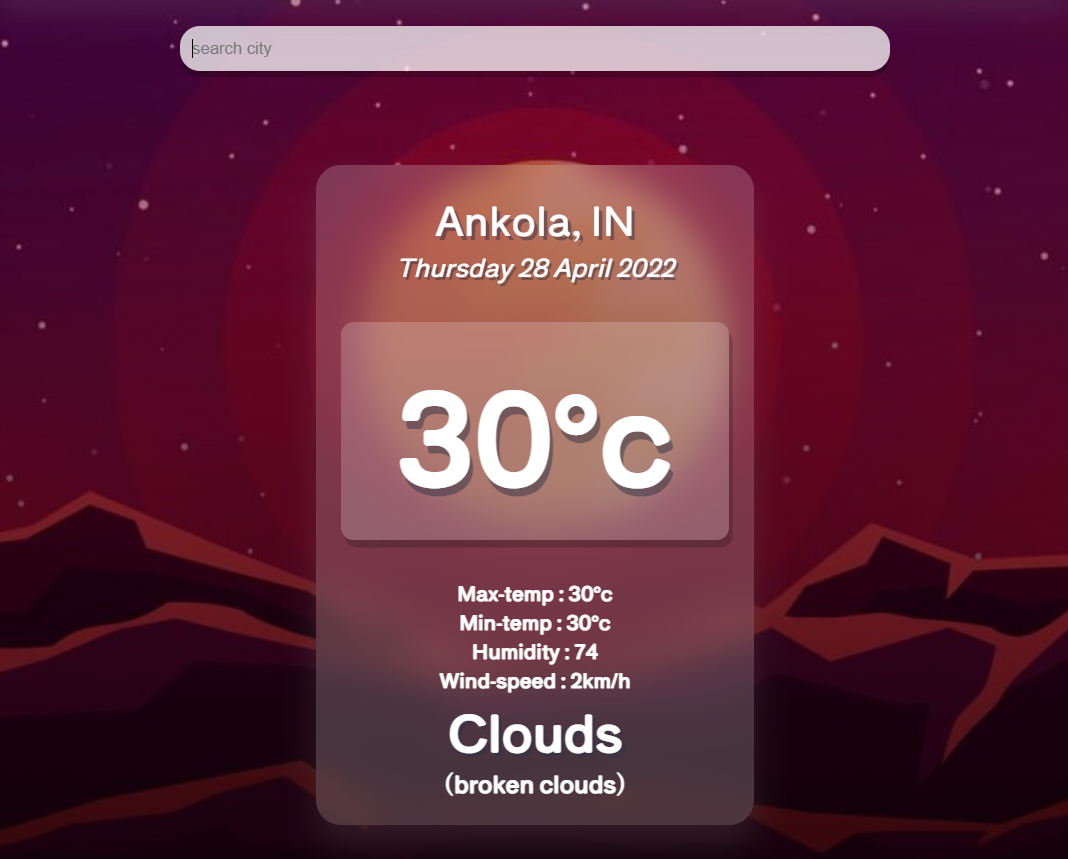 search city
Ankola, IN
Thursday 28 April 2022
30°c
Max-temp : 30°c
Min-temp : 30°c
Humidity : 74
Wind-speed : 2km/h
Clouds
(broken clouds)